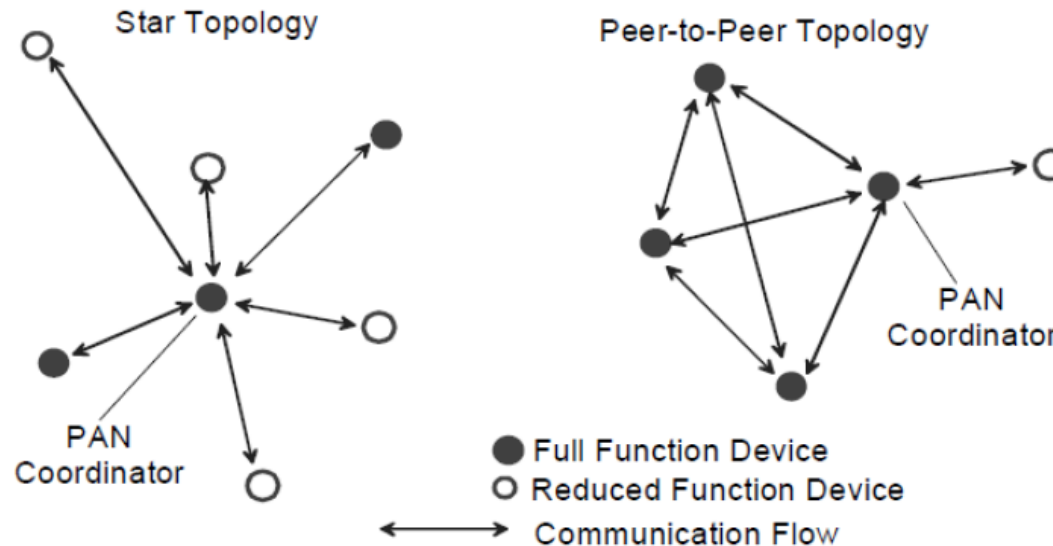 Star Topology
Peer-to-Peer Topology
PAN
Coordinator
PAN
Coordinator
Full Function Device
Reduced Function Device
Communication Flow